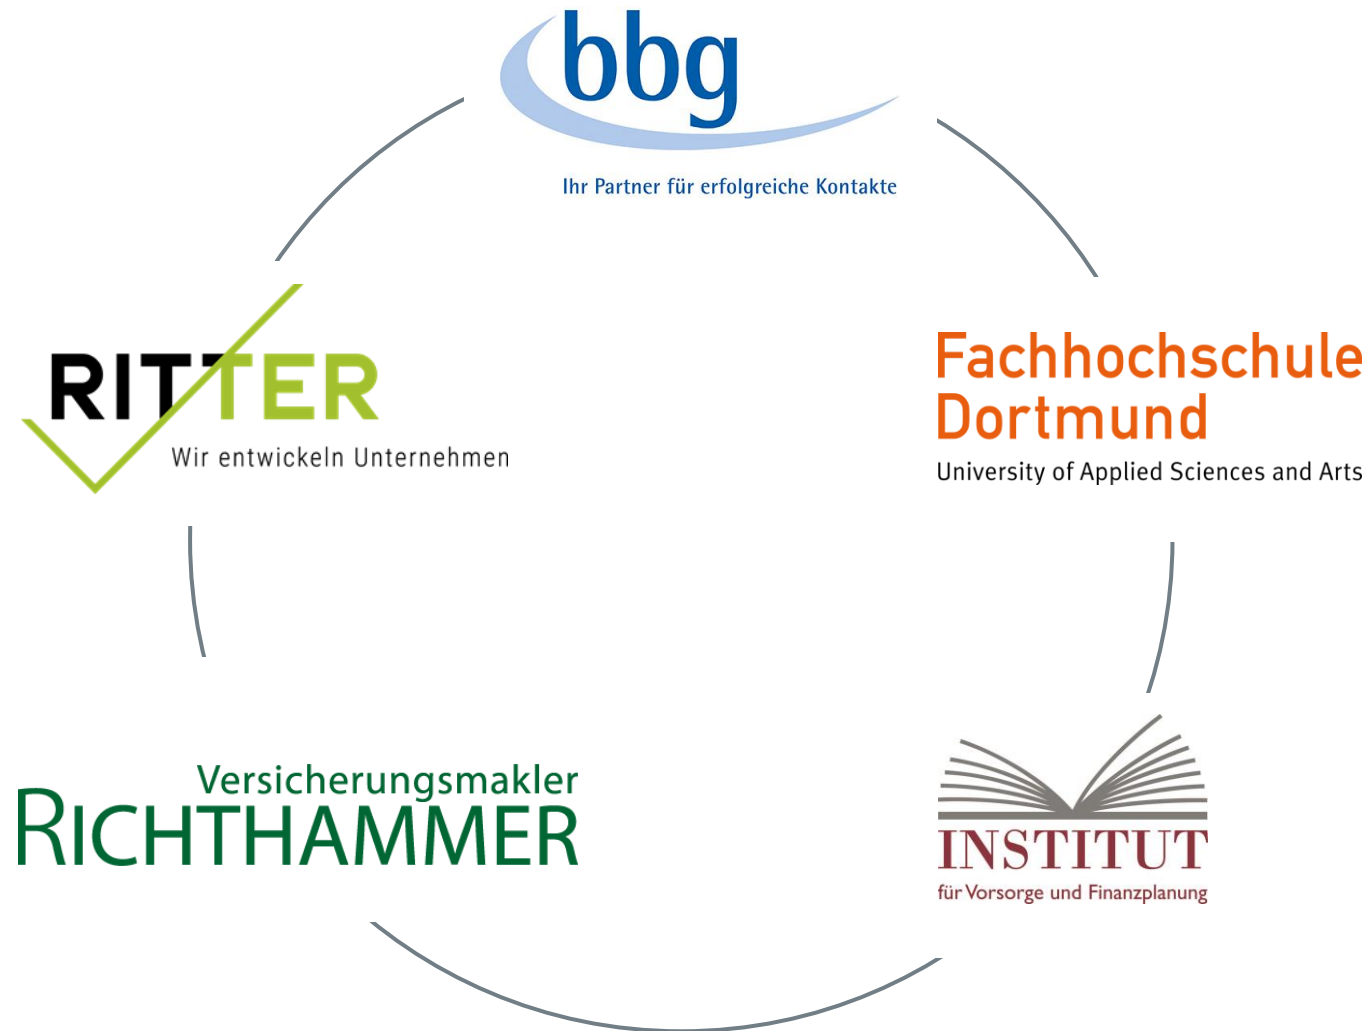 bbg
Ihr Partner für erfolgreiche Kontakte
RITTER
Wir entwickeln Unternehmen
Fachhochschule
Dortmund
University of Applied Sciences and Arts
Versicherungsmakler
RICHTHAMMER
INSTITUT
für Vorsorge und Finanzplanung